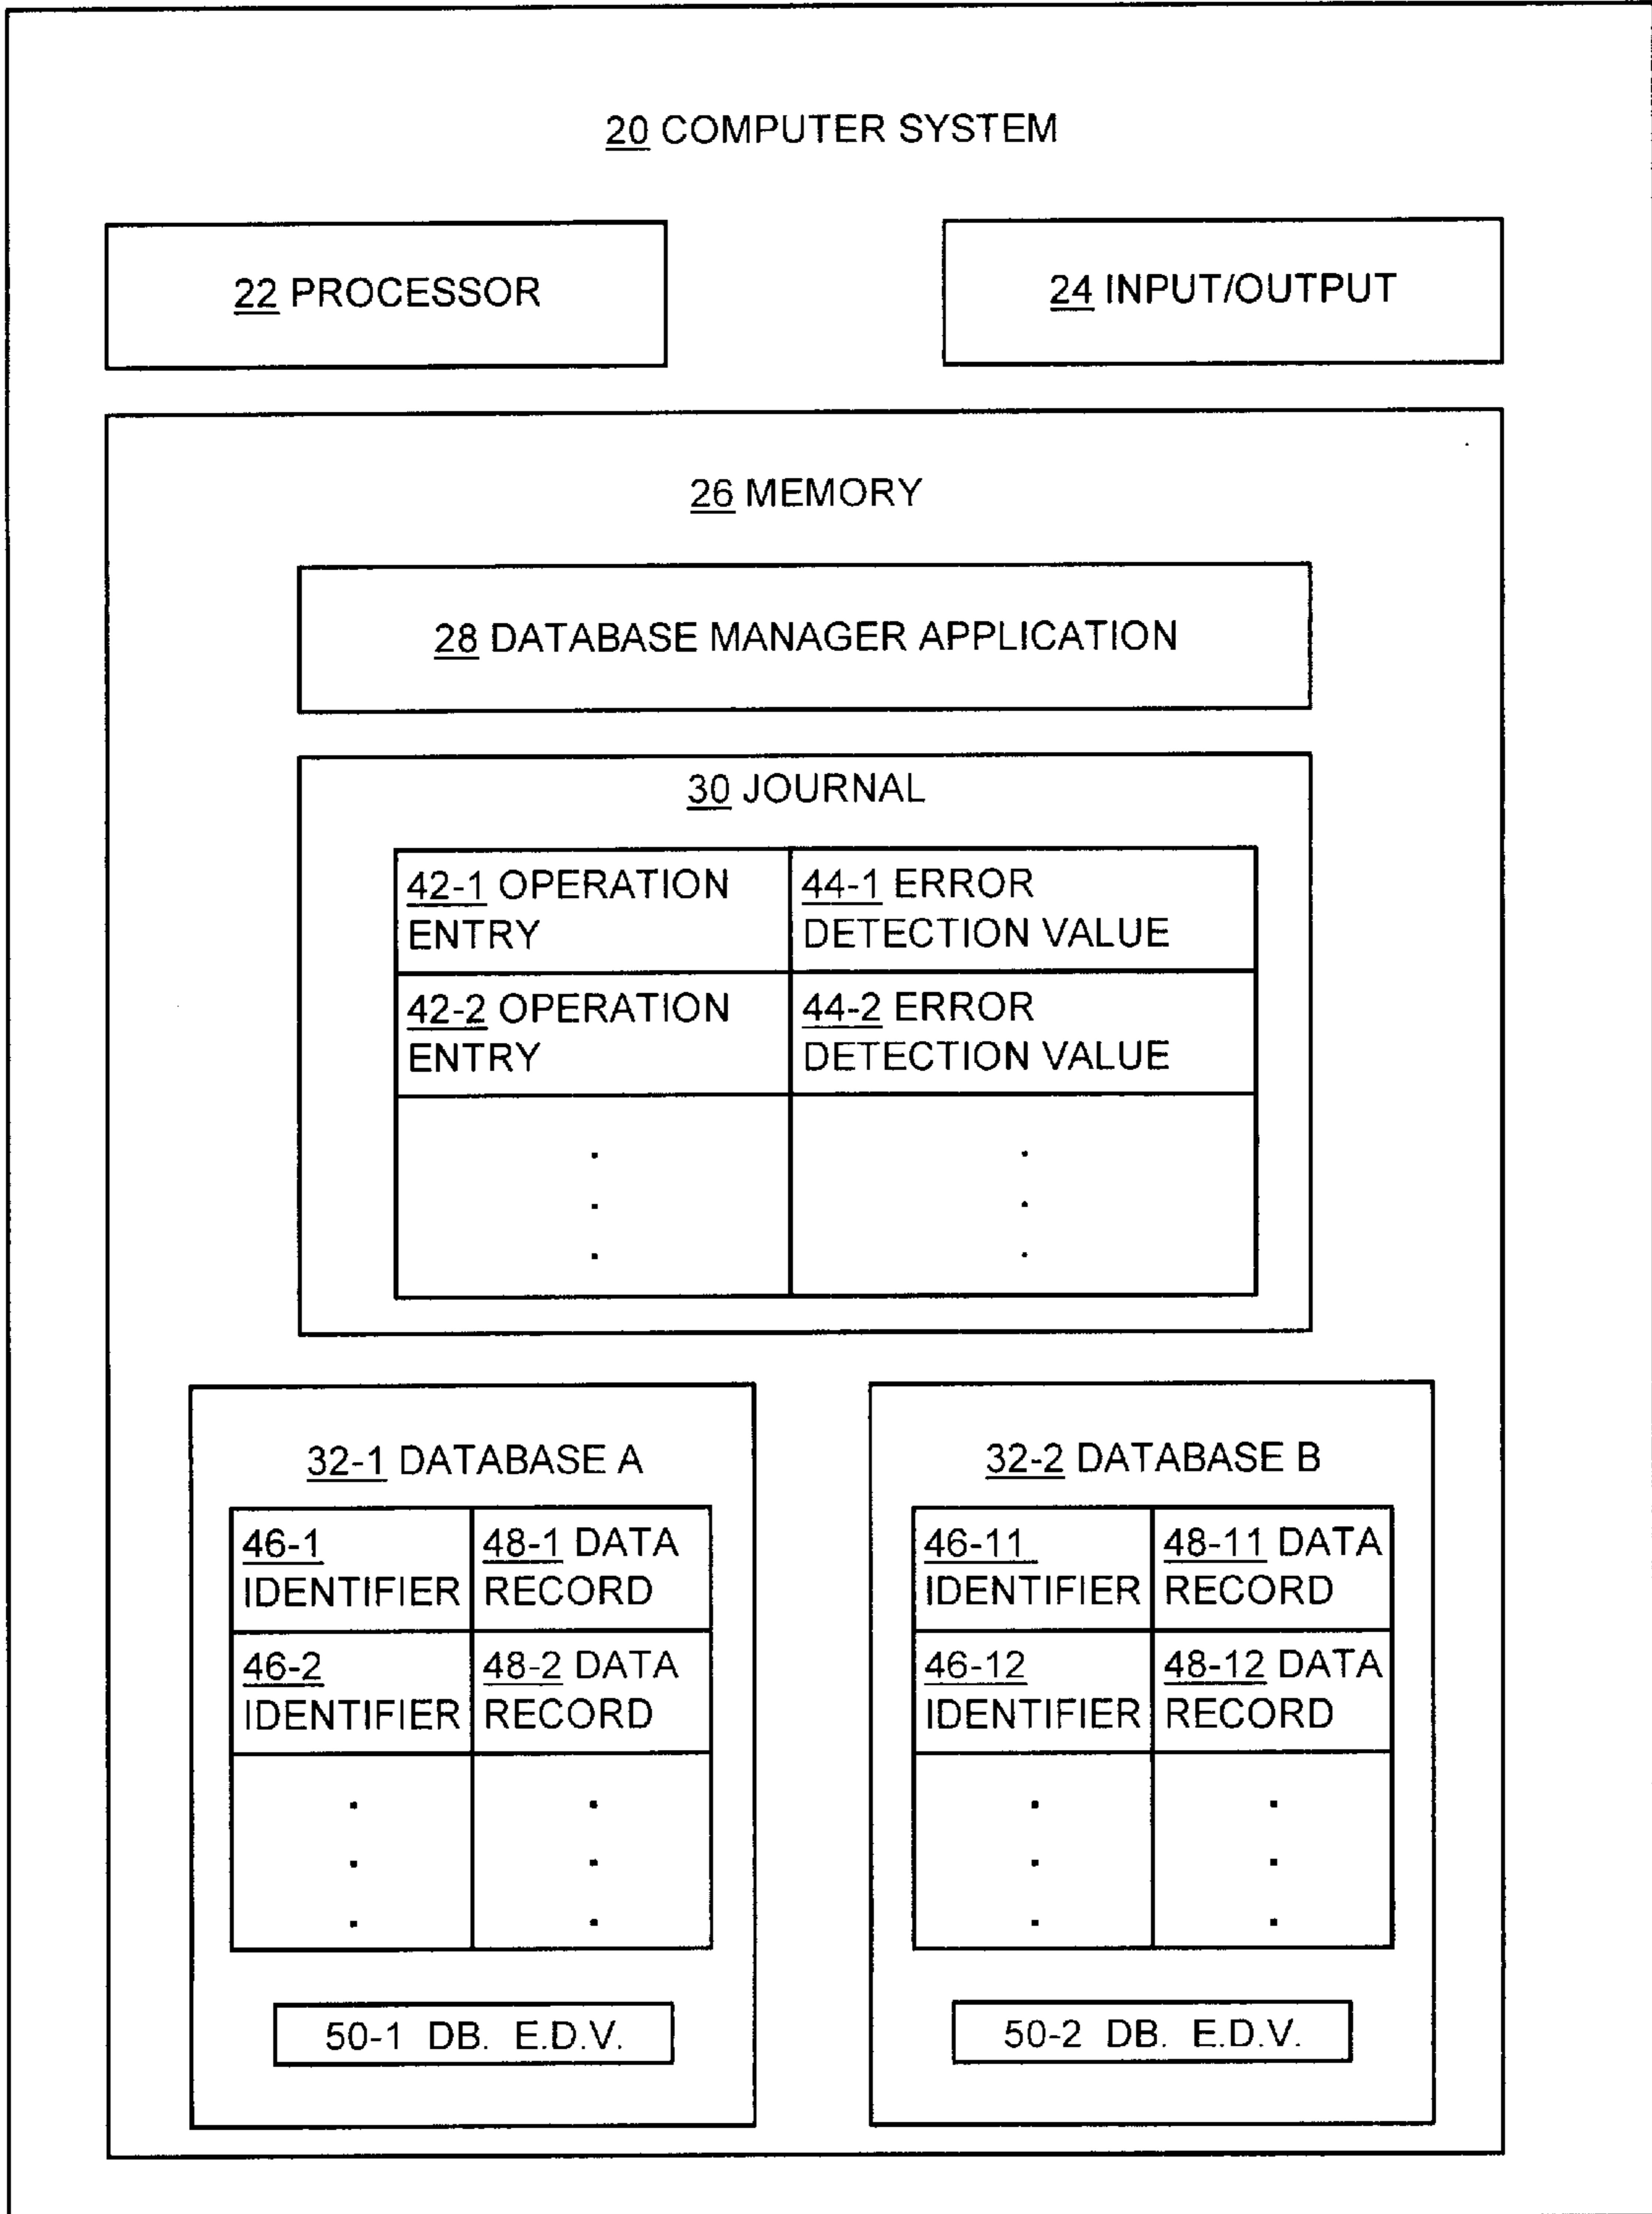 20 COMPUTER SYSTEM
22 PROCESSOR
24 INPUT/OUTPUT
26 MEMORY
28 DATABASE MANAGER APPLICATION
30 JOURNAL
42-1 OPERATION
ENTRY
44-1 ERROR
DETECTION VALUE
42-2 OPERATION
ENTRY
44-2 ERROR
DETECTION VALUE
32-1 DATABASE A
46-1
IDENTIFIER
48-1 DATA
RECORD
46-2
IDENTIFIER
48-2 DATA
RECORD
50-1 DB. E.D.V.
32-2 DATABASE B
46-11
IDENTIFIER
48-11 DATA
RECORD
46-12
IDENTIFIER
48-12 DATA
RECORD
50-2 DB. E.D.V.